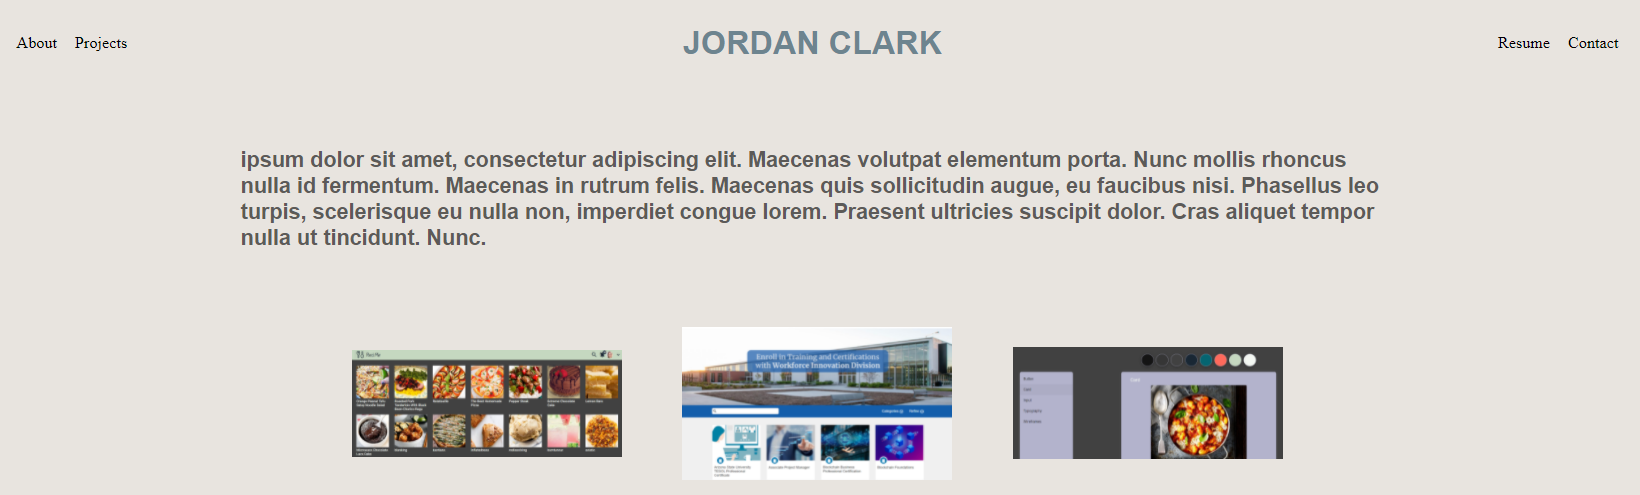 About Projects
JORDAN CLARK
Resume Contact
ipsum dolor sit amet, consectetur adipiscing elit. Maecenas volutpat elementum porta. Nunc mollis rhoncus
nulla id fermentum. Maecenas in rutrum felis. Maecenas quis sollicitudin augue, eu faucibus nisi. Phasellus leo
turpis, scelerisque eu nulla non, imperdiet congue lorem. Praesent ultricies suscipit dolor. Cras aliquet tempor
nulla ut tincidunt. Nunc.
Enroll in Training and Certifications
with Workforce Innovation Division